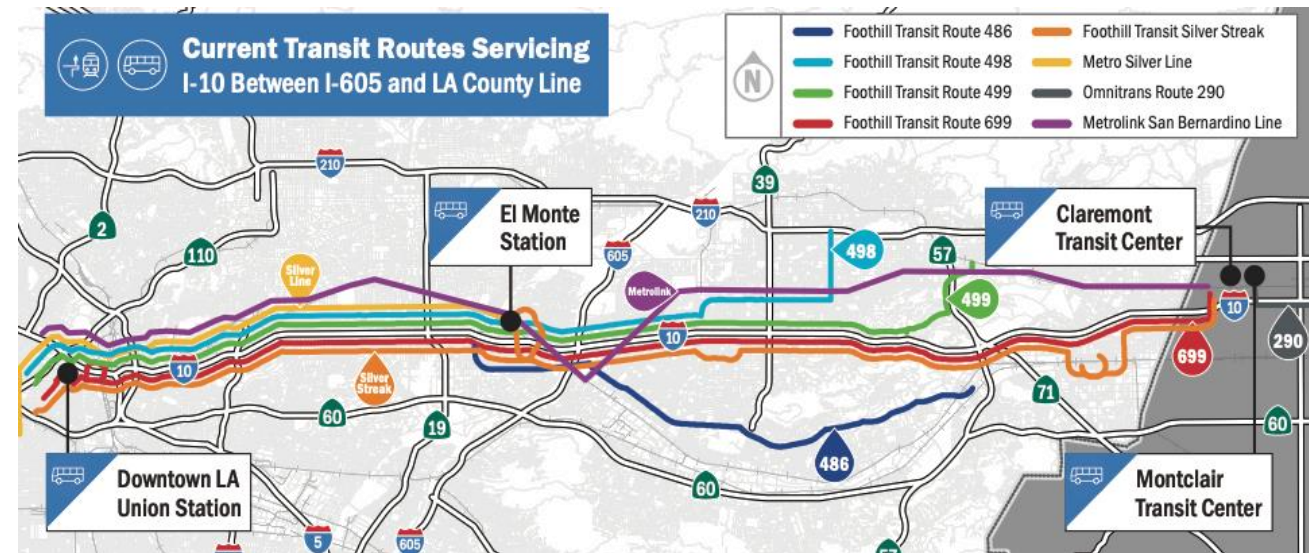 Current Transit Routes Servicing
I-10 Between I-605 and LA County Line
N
Foothill Transit Route 486
Foothill Transit Route 498
Foothill Transit Route 499
Foothill Transit Route 699
Foothill Transit Silver Streak
Metro Silver Line
Omnitrans Route 290
Metrolink San Bernardino Line
210
2
110
El Monte
Station
39
210
605
Claremont
Transit Center
57
498
Silver
Line
Metrolink
499
10
10
10
699
290
Silver
Streak
60
19
71
60
486
60
Downtown LA
Union Station
Montclair
Transit Center
5
605
57